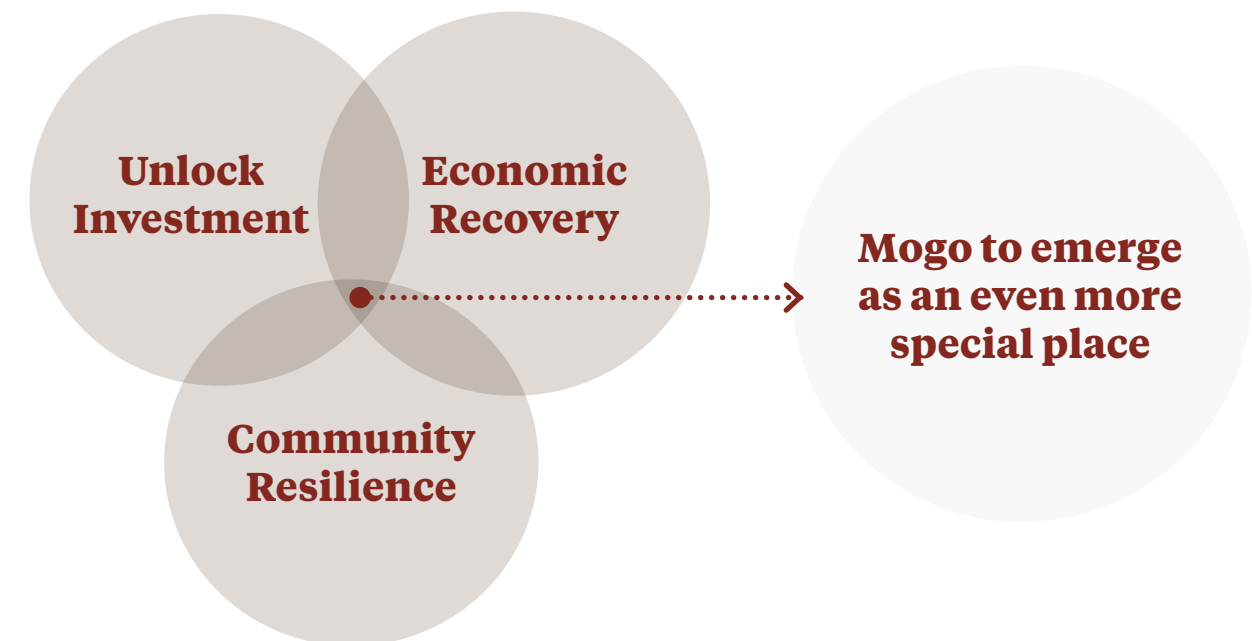 Unlock
Investment
Economic
Recovery
Community
Resilience
Mogo to emerge
as an even more
special place